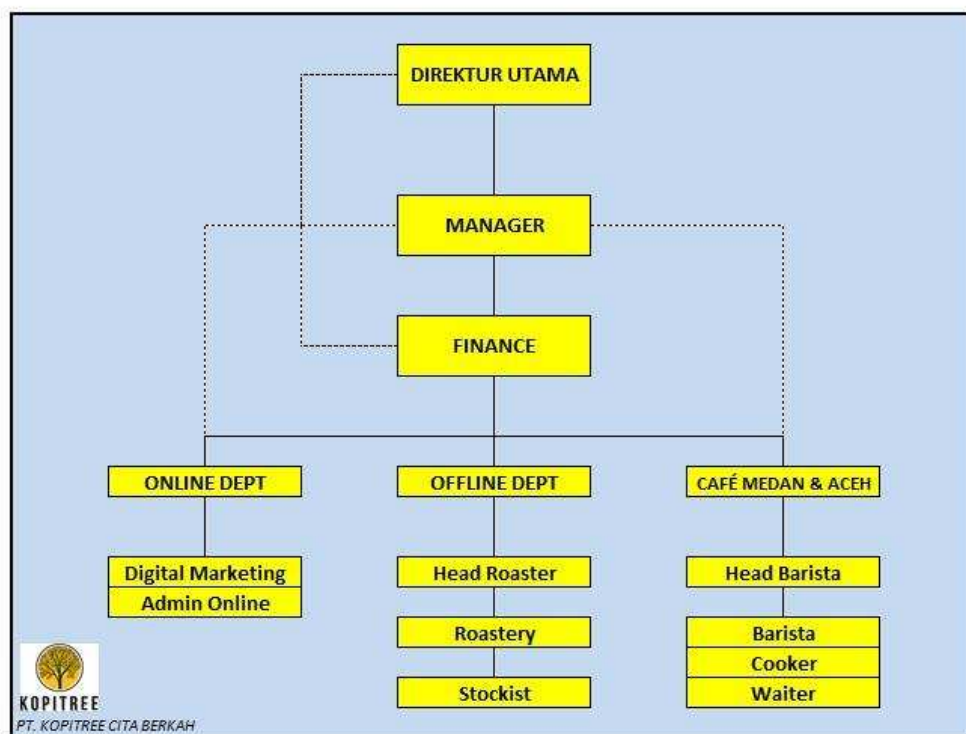 DIREKTUR UTAMA
MANAGER
FINANCE
ONLINE DEPT
OFFLINE DEPT
CAFÉ MEDAN & ACEH
Digital Marketing
Admin Online
Head Roaster
Roastery
Stockist
Head Barista
Barista
Cooker
Waiter
KOPITREE
PT. KOPITREE CITA BERKAH